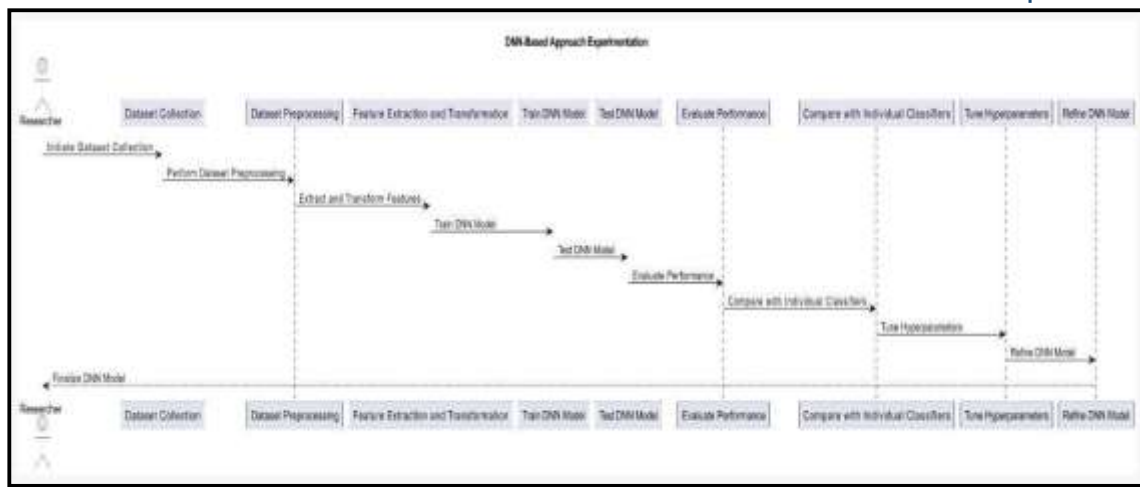 DNN-Based Approach Experimentation
Researcher
Dataset Collection
Dataset Preprocessing
Feature Extraction and Transformation
Train DNN Model
Test DNN Model
Evaluate Performance
Compare with Individual Classifiers
Tune Hyperparameters
Refine DNN Model
Initiate Dataset Collection
Perform Dataset Preprocessing
Extract and Transform Features
Train DNN Model
Test DNN Model
Evaluate Performance
Compare with Individual Classifiers
Tune Hyperparameters
Refine DNN Model
Finalize DNN Model
Researcher
Dataset Collection
Dataset Preprocessing
Feature Extraction and Transformation
Train DNN Model
Test DNN Model
Evaluate Performance
Compare with Individual Classifiers
Tune Hyperparameters
Refine DNN Model